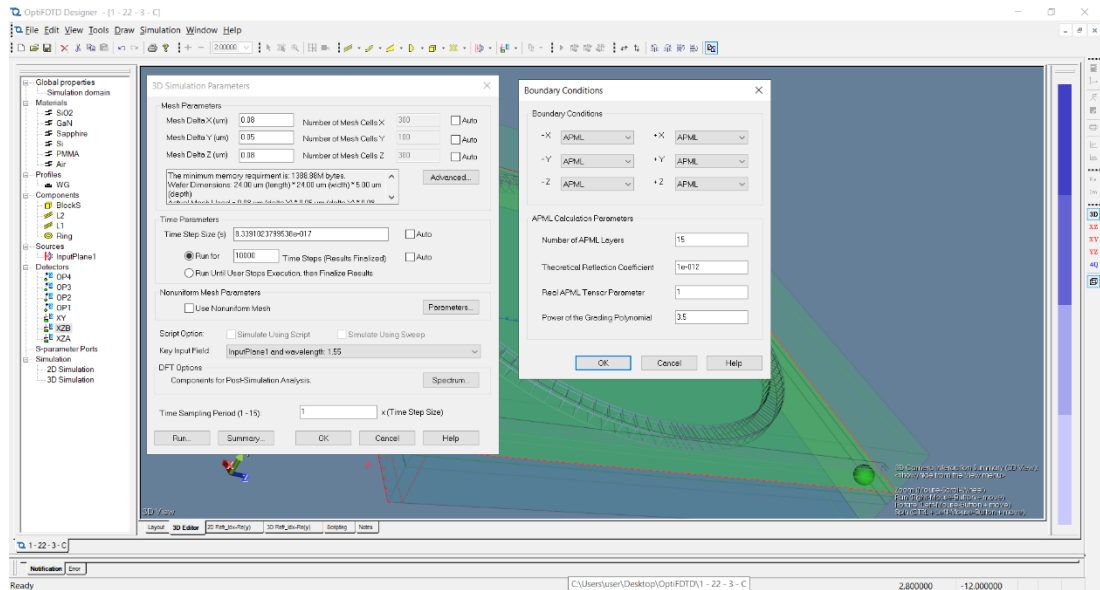 OptiFDTD Designer - [1 - 22 - 3 - C]
File Edit View Tools Draw Simulation Window Help
2.00000
Global properties
Simulation domain
Materials
SiO2
GaN
Sapphire
Si
PMMA
Air
Profiles
WG
Components
BlockS
L2
L1
Ring
Sources
InputPlane1
Detectors
OP4
OP3
OP2
OP1
XY
XZB
XZA
S-parameter Ports
Simulation
2D Simulation
3D Simulation
3D Simulation Parameters
Mesh Parameters
Mesh Delta X (um) 0.08 Number of Mesh Cells X 300 Auto
Mesh Delta Y (um) 0.05 Number of Mesh Cells Y 100 Auto
Mesh Delta Z (um) 0.08 Number of Mesh Cells Z 300 Auto
The minimum memory requirment is: 1388.88M bytes.
Wafer Dimensions: 24.00 um (length) * 24.00 um (width) * 5.00 um
(depth)
Advanced...
Time Parameters
Time Step Size (s) 8.3391023799538e-017 Auto
Run for 10000 Time Steps (Results Finalized) Auto
Run Until User Stops Execution, then Finalize Results
Nonuniform Mesh Parameters
Use Nonuniform Mesh Parameters...
Script Option: Simulate Using Script Simulate Using Sweep
Key Input Field: InputPlane1 and wavelength: 1.55
DFT Options
Components for Post-Simulation Analysis. Spectrum...
Time Sampling Period (1 - 15): 1 x (Time Step Size)
Run... Summary... OK Cancel Help
Boundary Conditions
Boundary Conditions
-X APML +X APML
-Y APML +Y APML
-Z APML +Z APML
APML Calculation Parameters
Number of APML Layers 15
Theoretical Reflection Coefficient 1e-012
Real APML Tensor Parameter 1
Power of the Grading Polynomial 3.5
OK Cancel Help
3D View
Layout 3D Editor 2D Refr_Idx-Re(y) 3D Refr_Idx-Re(y) Scripting Notes
3D
XZ
XY
YZ
4Q
1 - 22 - 3 - C
Notification Error
Ready C:\Users\user\Desktop\OptiFDTD\1 - 22 - 3 - C 2.800000 -12.000000